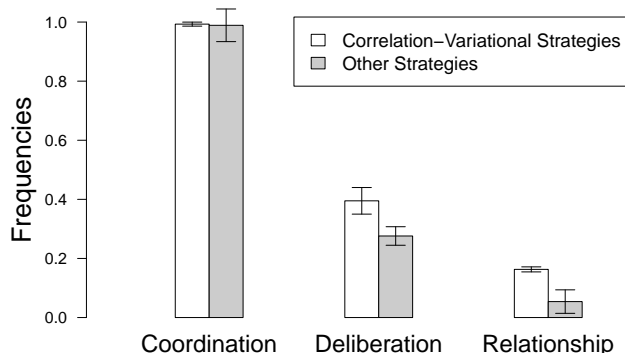 Frequencies
1.0
0.8
0.6
0.4
0.2
0.0
Correlation−Variational Strategies
Other Strategies
Coordination Deliberation Relationship